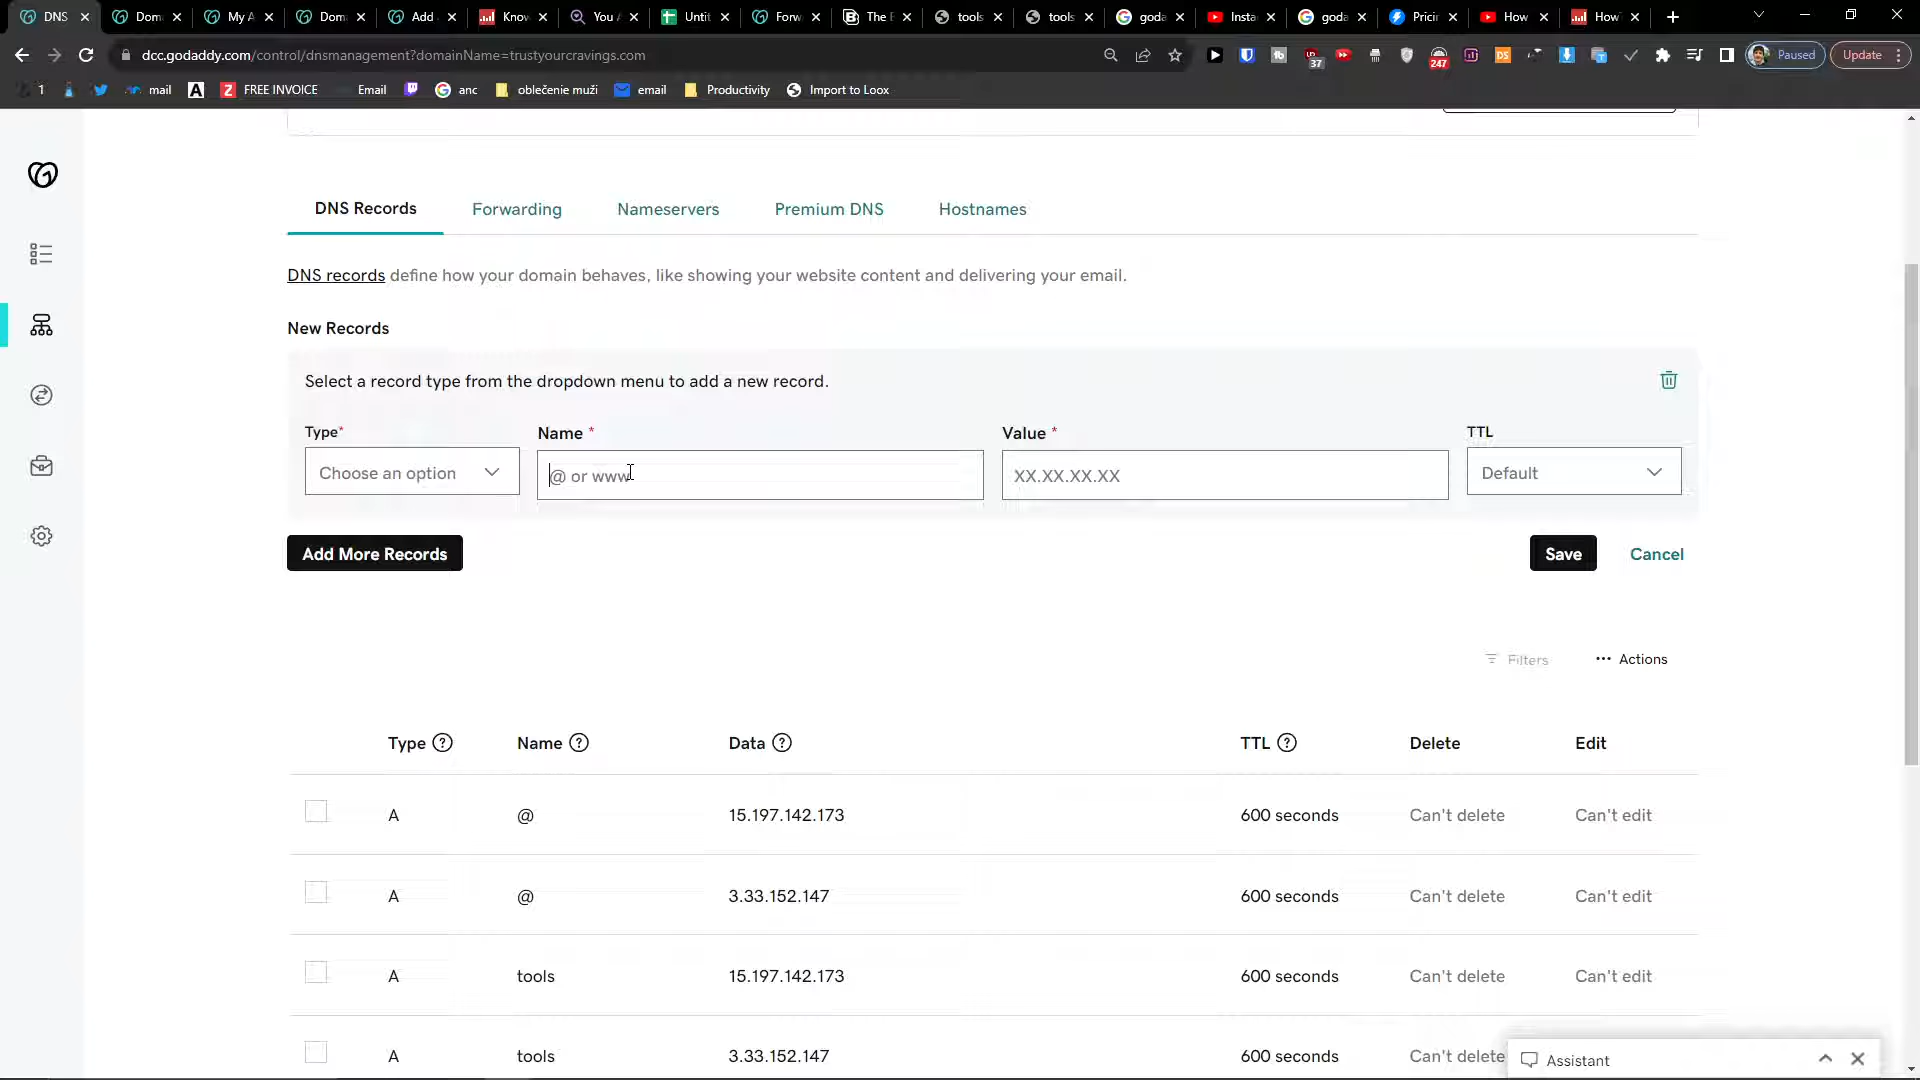 DNS
Dom
My A
Dom
Add
Know
You
Unti
Forw
The E
tools
tools
goda
Insta
goda
Pricin
How
How
dcc.godaddy.com/control/dnsmanagement?domainName=trustyourcravings.com
37
247
Paused
Update
1
mail
FREE INVOICE
Email
anc
oblečenie muži
email
Productivity
Import to Loox
DNS Records
Forwarding
Nameservers
Premium DNS
Hostnames
DNS records define how your domain behaves, like showing your website content and delivering your email.
New Records
Select a record type from the dropdown menu to add a new record.
Type*
Name *
Value *
TTL
Choose an option
@ or www
XX.XX.XX.XX
Default
Add More Records
Save
Cancel
Filters
Actions
Type
Name
Data
TTL
Delete
Edit
A @ 15.197.142.173 600 seconds Can't delete Can't edit
A @ 3.33.152.147 600 seconds Can't delete Can't edit
A tools 15.197.142.173 600 seconds Can't delete Can't edit
A tools 3.33.152.147 600 seconds Can't delete
Assistant